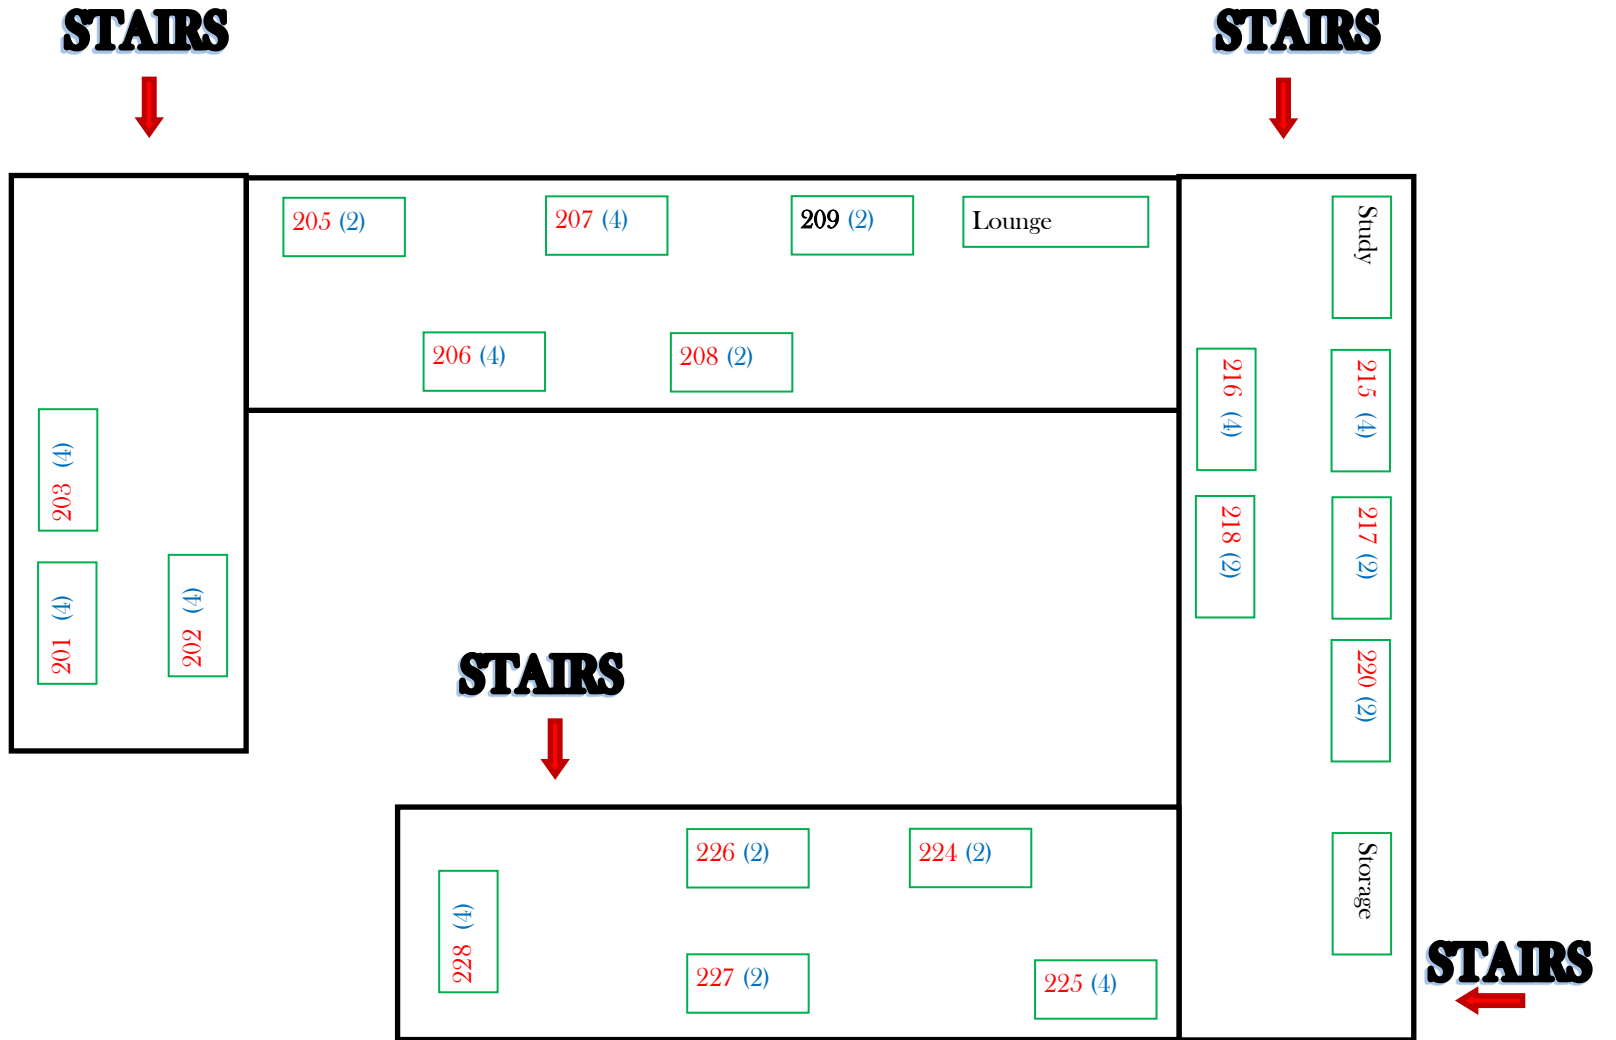 STAIRS
STAIRS
205 (2)
207 (4)
209 (2)
Lounge
Study
206 (4)
208 (2)
216 (4)
215 (4)
203 (4)
218 (2)
217 (2)
201 (4)
202 (4)
220 (2)
STAIRS
226 (2)
224 (2)
Storage
228 (4)
227 (2)
225 (4)
STAIRS